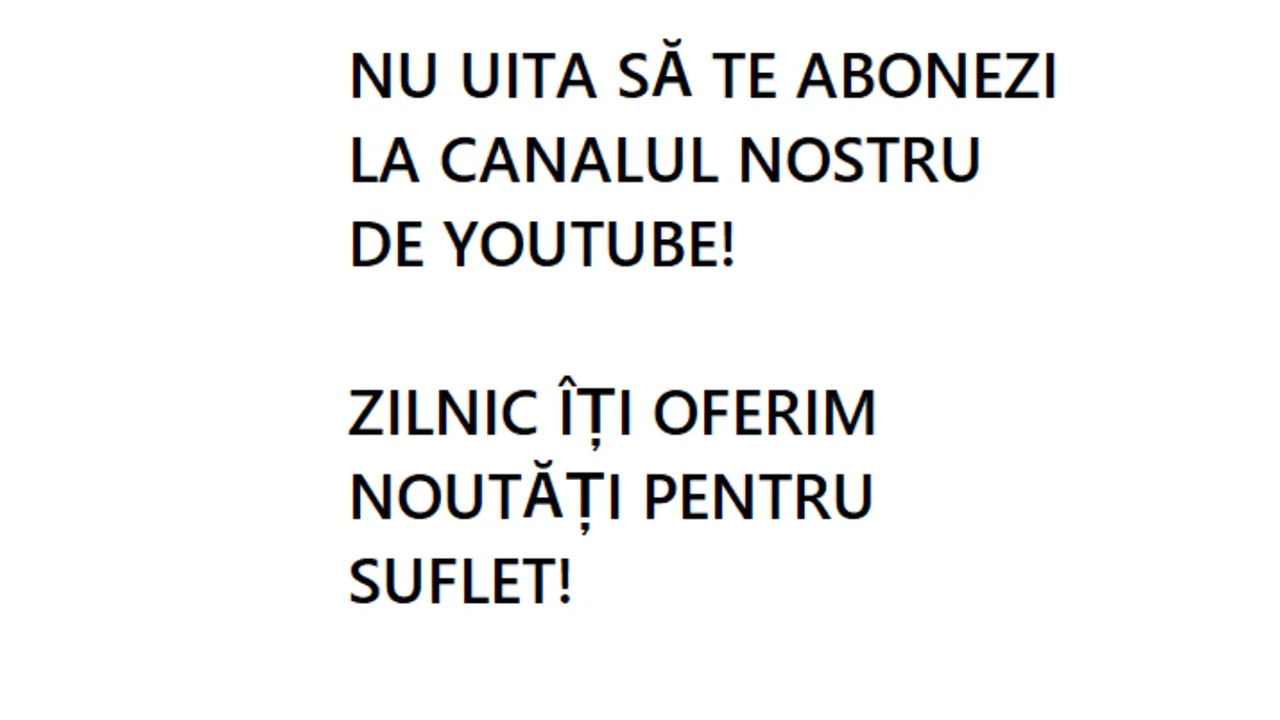 NU UITA SĂ TE ABONEZI
LA CANALUL NOSTRU
DE YOUTUBE!
ZILNIC ÎȚI OFERIM
NOUTĂȚI PENTRU
SUFLET!